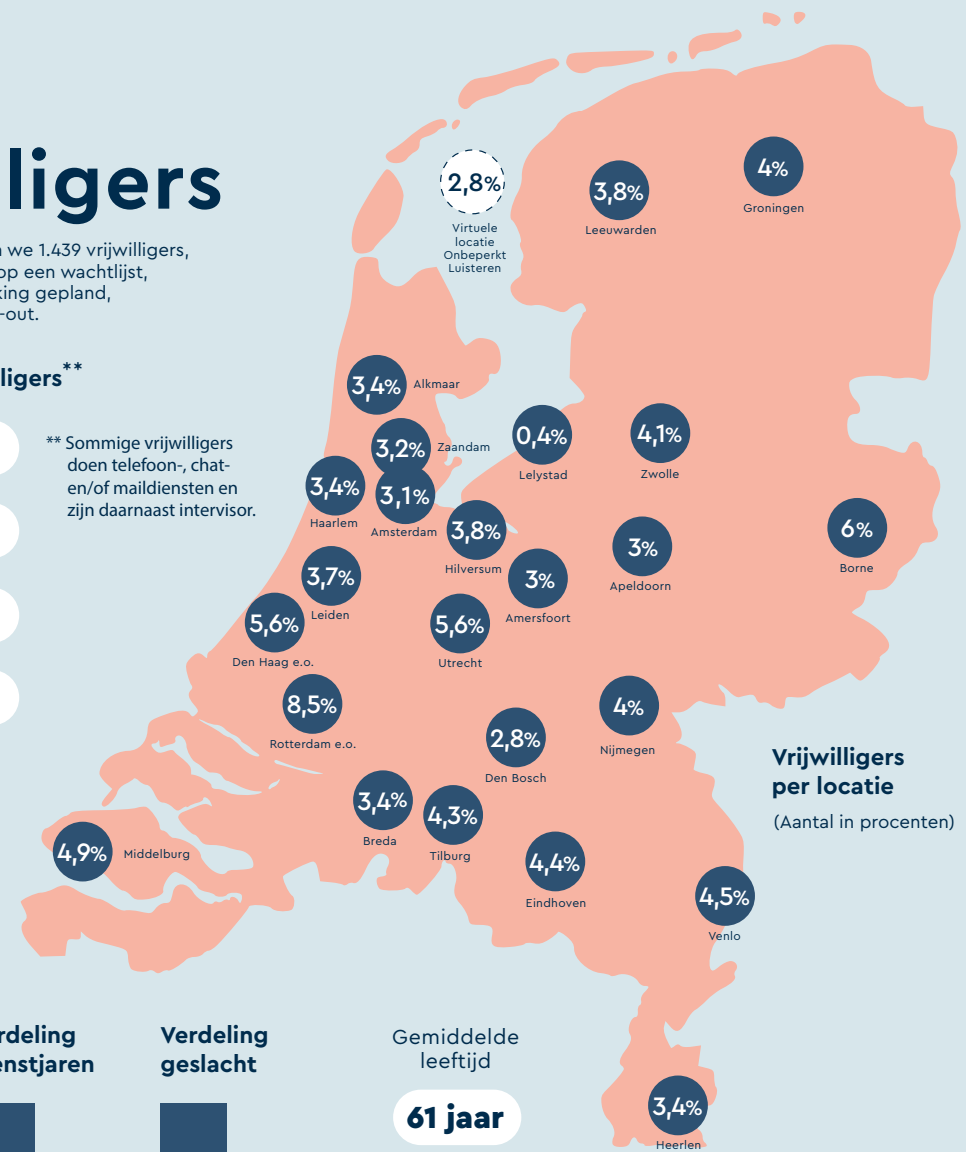 ligers
we 1.439 vrijwilligers,
op een wachtlijst,
king gepland,
-out.
ligers**
** Sommige vrijwilligers
doen telefoon-, chat-
en/of maildiensten en
zijn daarnaast intervisor.
2,8%
Virtuele
locatie
Onbeperkt
Luisteren
3,8%
Leeuwarden
4%
Groningen
3,4%
Alkmaar
3,2%
Zaandam
0,4%
Lelystad
4,1%
Zwolle
3,4%
Haarlem
3,1%
Amsterdam
3,8%
Hilversum
6%
Borne
3%
Apeldoorn
3%
Amersfoort
3,7%
Leiden
5,6%
Den Haag e.o.
5,6%
Utrecht
8,5%
Rotterdam e.o.
4%
Nijmegen
2,8%
Den Bosch
Vrijwilligers
per locatie
(Aantal in procenten)
3,4%
Breda
4,3%
Tilburg
4,9%
Middelburg
4,4%
Eindhoven
4,5%
Venlo
rdeling
enstjaren
Verdeling
geslacht
Gemiddelde
leeftijd
61 jaar
3,4%
Heerlen